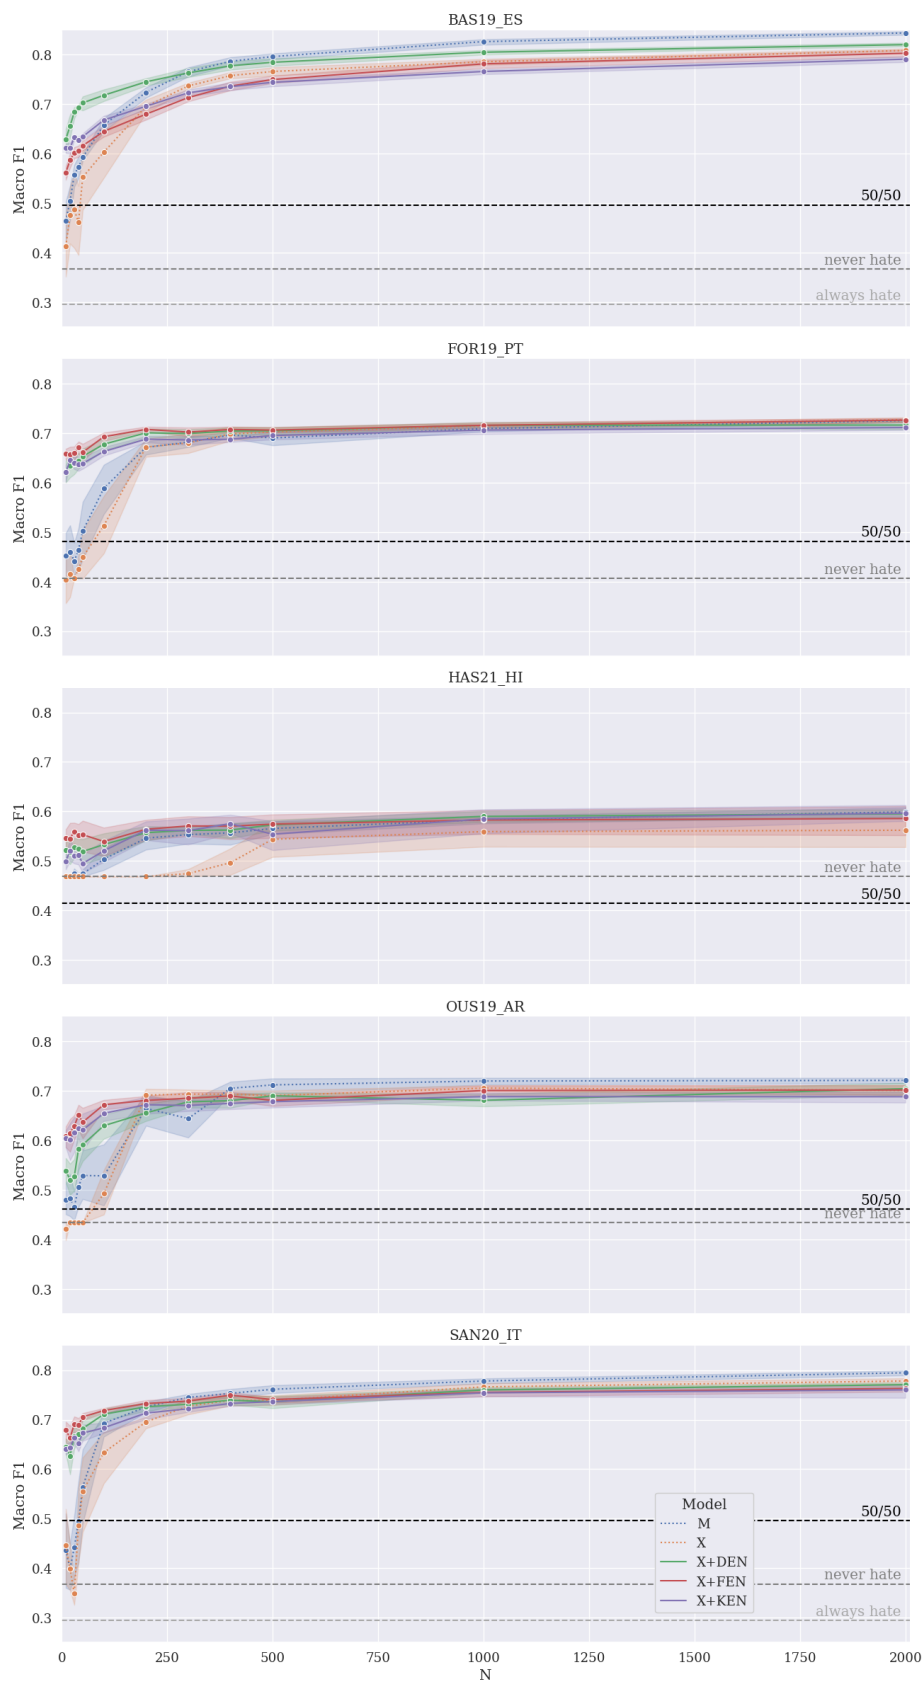 BAS19_ES
0.8
0.7
0.6
0.5
0.4
0.3
Macro F1
50/50
never hate
always hate
FOR19_PT
0.8
0.7
0.6
0.5
0.4
0.3
Macro F1
50/50
never hate
HAS21_HI
0.8
0.7
0.6
0.5
0.4
0.3
Macro F1
never hate
50/50
OUS19_AR
0.8
0.7
0.6
0.5
0.4
0.3
Macro F1
50/50
never hate
SAN20_IT
0.8
0.7
0.6
0.5
0.4
0.3
Macro F1
50/50
never hate
always hate
Model
M
X
X+DEN
X+FEN
X+KEN
0 250 500 750 1000 1250 1500 1750 2000
N